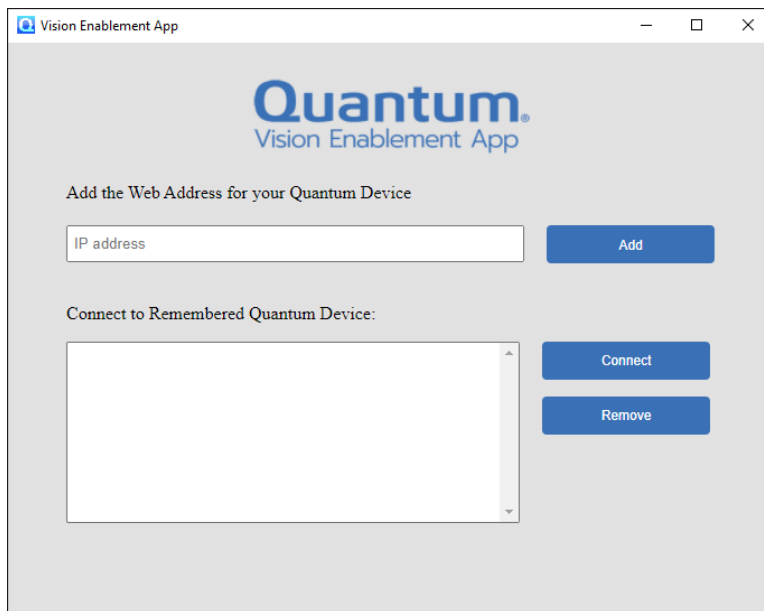 Vision Enablement App
Quantum®
Vision Enablement App
Add the Web Address for your Quantum Device
IP address
Add
Connect to Remembered Quantum Device:
Connect
Remove